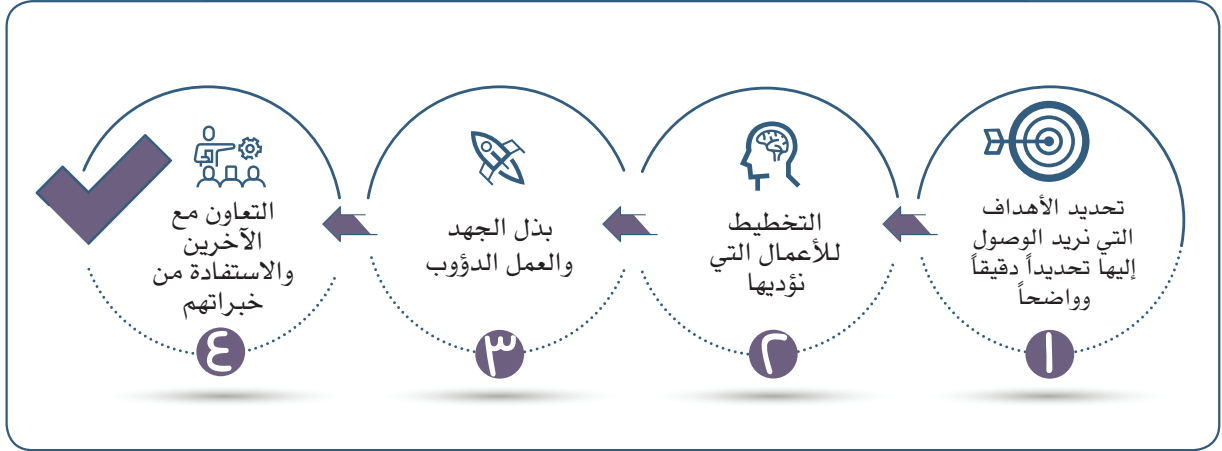 تحديد الأهداف
التي نريد الوصول
إليها تحديداً دقيقاً
وواضحاً
١
التخطيط
للأعمال التي
نؤديها
٢
بذل الجهد
والعمل الدؤوب
٣
التعاون مع
الآخرين
والاستفادة من
خبراتهم
٤